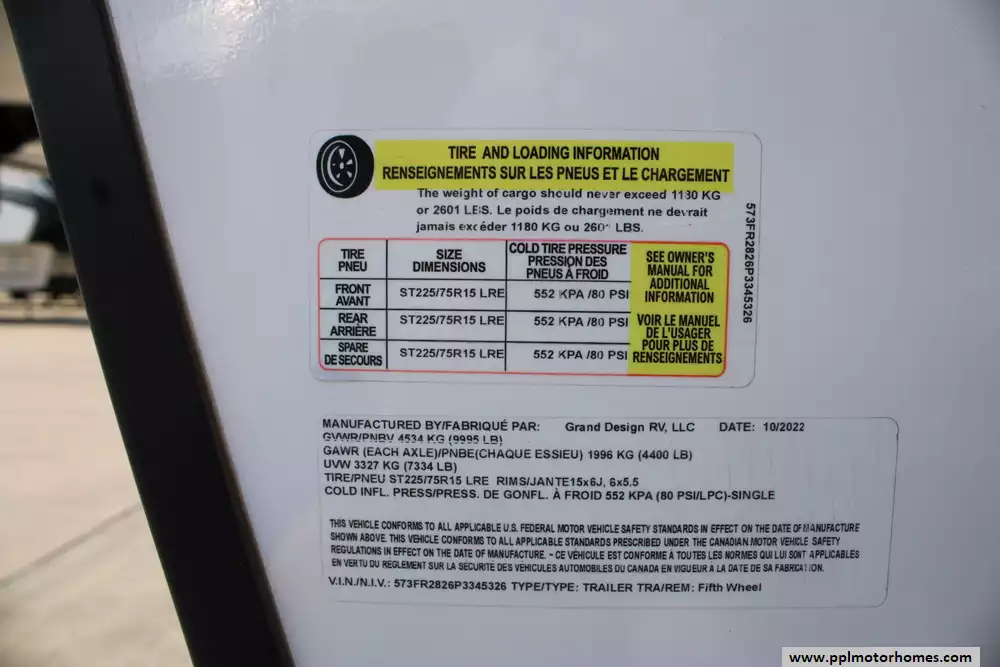 TIRE AND LOADING INFORMATION
RENSEIGNEMENTS SUR LES PNEUS ET LE CHARGEMENT
The weight of cargo should never exceed 1180 KG
or 2601 LBS. Le poids de chargement ne devrait
jamais excéder 1180 KG ou 2601 LBS.
TIRE PNEU SIZE DIMENSIONS COLD TIRE PRESSURE PRESSION DES PNEUS À FROID
FRONT AVANT ST225/75R15 LRE 552 KPA /80 PSI
REAR ARRIÈRE ST225/75R15 LRE 552 KPA /80 PSI
SPARE DE SECOURS ST225/75R15 LRE 552 KPA /80 PSI
SEE OWNER'S
MANUAL FOR
ADDITIONAL
INFORMATION
VOIR LE MANUEL
DE L'USAGER
POUR PLUS DE
RENSEIGNEMENTS
573FR2826P3345326
MANUFACTURED BY/FABRIQUÉ PAR: Grand Design RV, LLC DATE: 10/2022
GVWR/PNBV 4534 KG (9995 LB)
GAWR (EACH AXLE)/PNBE(CHAQUE ESSIEU) 1996 KG (4400 LB)
UVW 3327 KG (7334 LB)
TIRE/PNEU ST225/75R15 LRE RIMS/JANTE15x6J, 6x5.5
COLD INFL. PRESS/PRESS. DE GONFL. À FROID 552 KPA (80 PSI/LPC)-SINGLE
THIS VEHICLE CONFORMS TO ALL APPLICABLE U.S. FEDERAL MOTOR VEHICLE SAFETY STANDARDS IN EFFECT ON THE DATE OF MANUFACTURE
SHOWN ABOVE. THIS VEHICLE CONFORMS TO ALL APPLICABLE STANDARDS PRESCRIBED UNDER THE CANADIAN MOTOR VEHICLE SAFETY
REGULATIONS IN EFFECT ON THE DATE OF MANUFACTURE. - CE VÉHICULE EST CONFORME À TOUTES LES NORMES QUI LUI SONT APPLICABLES
EN VERTU DU RÈGLEMENT SUR LA SÉCURITÉ DES VÉHICULES AUTOMOBILES DU CANADA EN VIGUEUR A LA DATE DE SA FABRICATION.
V.I.N./N.I.V.: 573FR2826P3345326 TYPE/TYPE: TRAILER TRA/REM: Fifth Wheel
www.pplmotorhomes.com